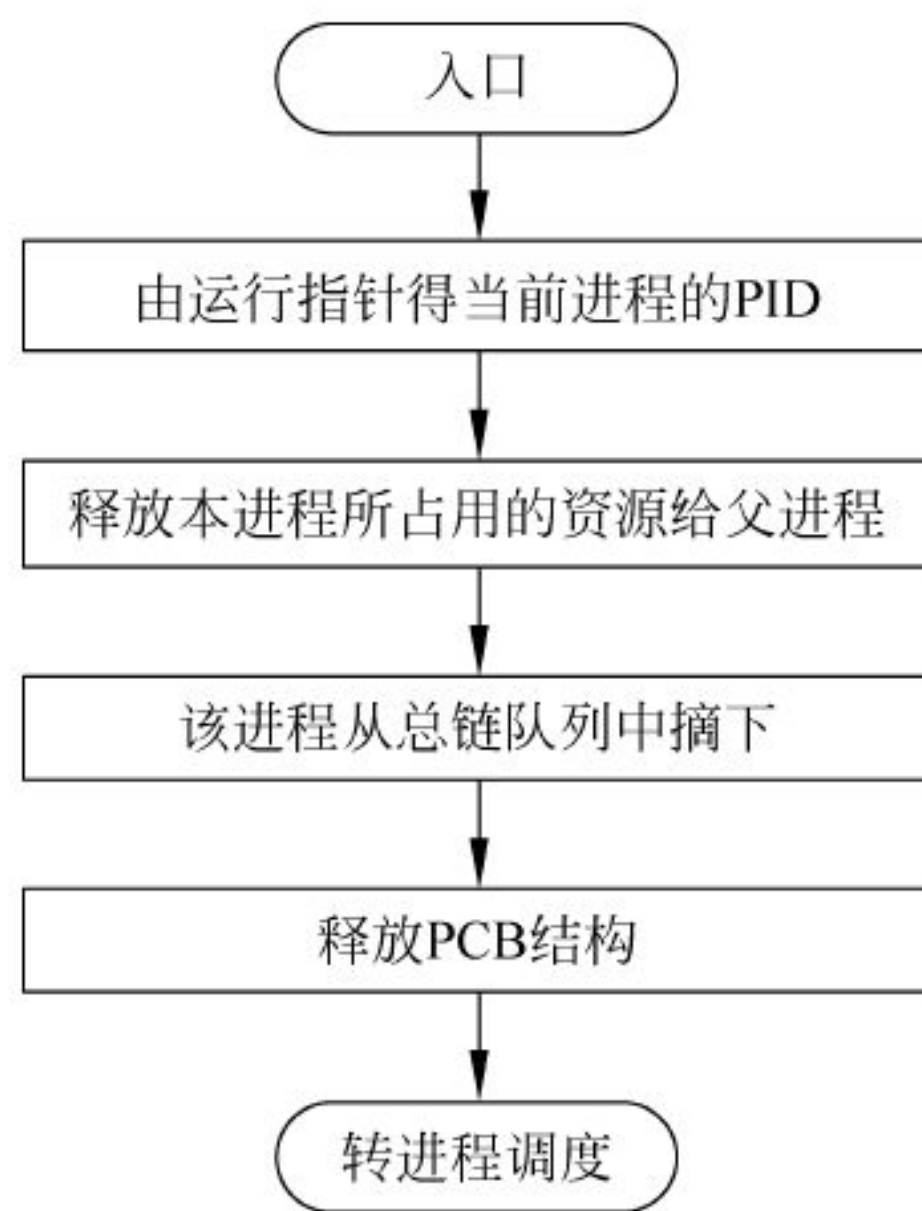 入口
由运行指针得当前进程的PID
释放本进程所占用的资源给父进程
该进程从总链队列中摘下
释放PCB结构
转进程调度